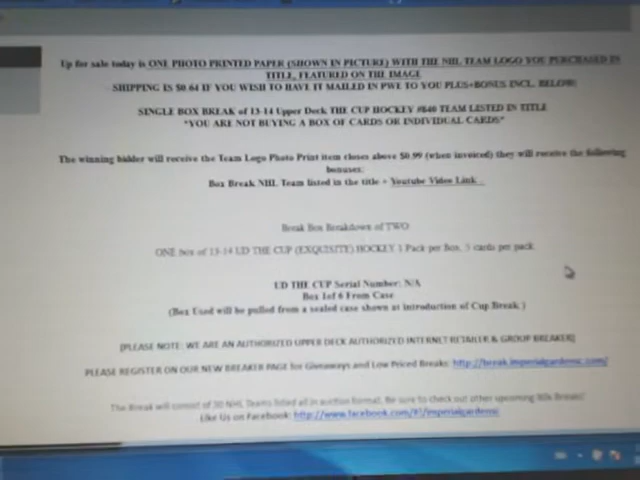 Up for sale today is ONE PHOTO PRINTED PAPER (SHOWN IN PICTURE) WITH THE NHL TEAM LOGO YOU PURCHASED IN
TITLE, FEATURED ON THE IMAGE
SHIPPING IS $0.64 IF YOU WISH TO HAVE IT MAILED IN PWE TO YOU PLUS+BONUS INCL. BELOW!
SINGLE BOX BREAK of 13-14 Upper Deck THE CUP HOCKEY #840 TEAM LISTED IN TITLE
"YOU ARE NOT BUYING A BOX OF CARDS OR INDIVIDUAL CARDS"
The winning bidder will receive the Team Logo Photo Print item closes above $0.99 (when invoiced) they will receive the following
bonuses:
Box Break NHL Team listed in the title + Youtube Video Link
Break Box Breakdown of TWO
ONE box of 13-14 UD THE CUP (EXQUISITE) HOCKEY 1 Pack per Box, 5 cards per pack
UD THE CUP Serial Number: N/A
Box 1of 6 From Case
(Box Used will be pulled from a sealed case shown at introduction of Cup Break )
[PLEASE NOTE: WE ARE AN AUTHORIZED UPPER DECK AUTHORIZED INTERNET RETAILER & GROUP BREAKER]
PLEASE REGISTER ON OUR NEW BREAKER PAGE for Giveaways and Low Priced Breaks: http://break.imperialgardensc.com/
The Break will consist of 30 NHL Teams listed all in auction format. Be sure to check out other upcoming Breaks!
Like Us on Facebook: http://www.facebook.com/